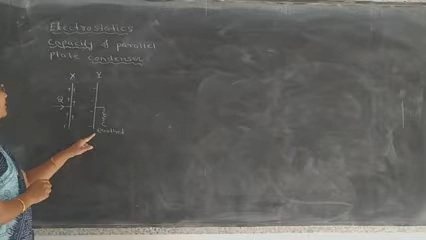 Electrostatics
Capacity of parallel
plate condenser
X Y
Q
Earthed